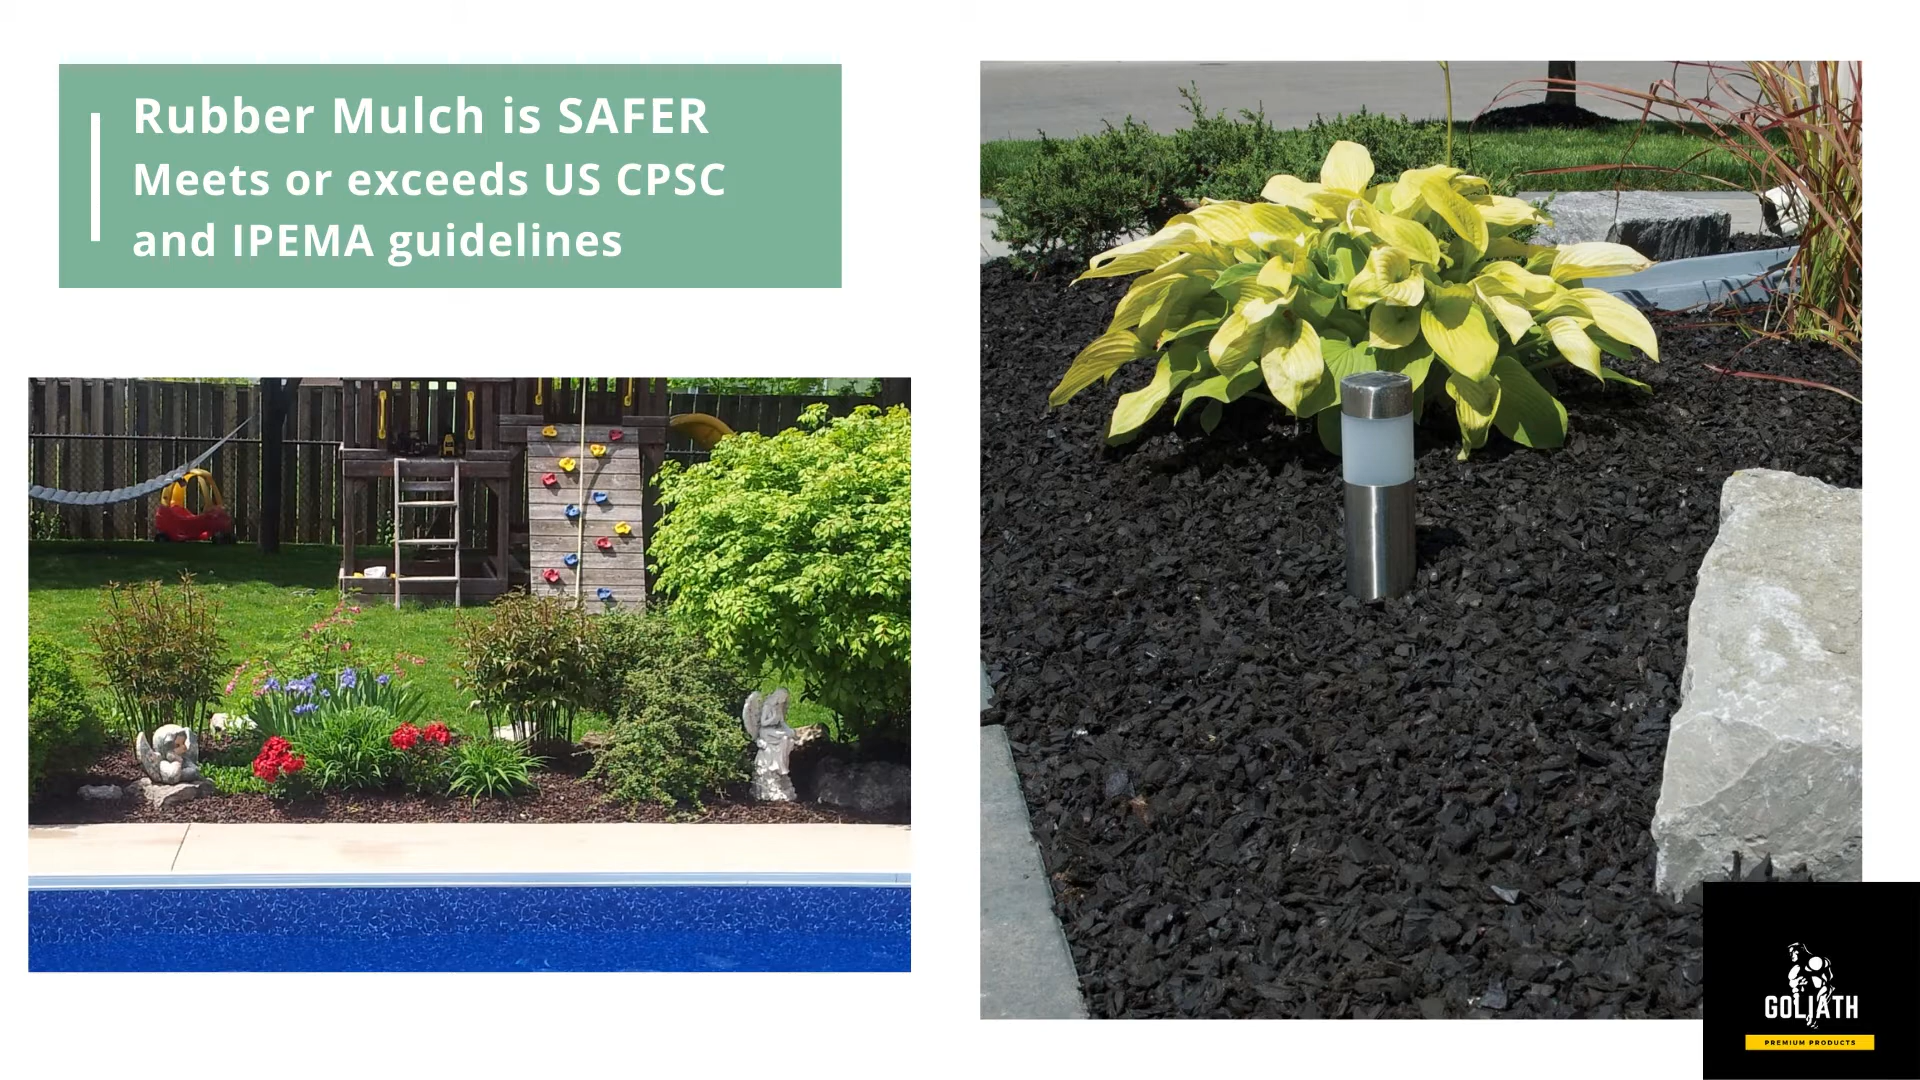 Rubber Mulch is SAFER
Meets or exceeds US CPSC
and IPEMA guidelines
GOLIATH
PREMIUM PRODUCTS